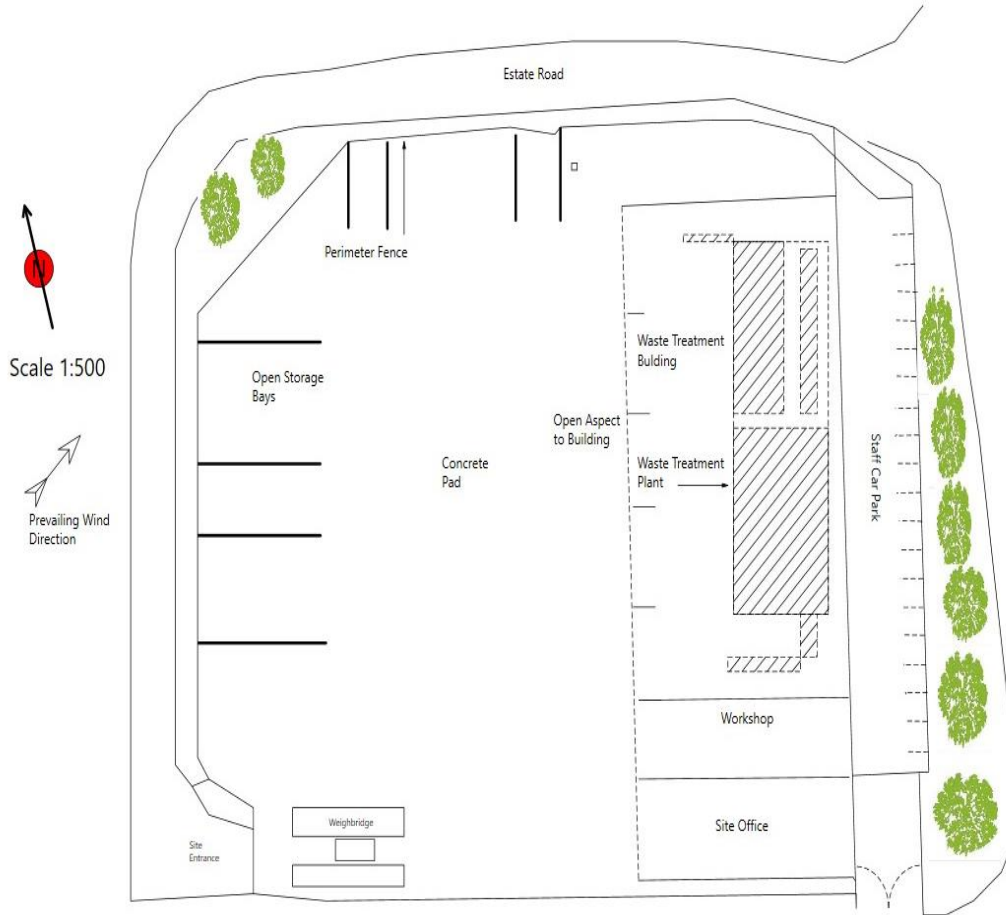 Estate Road
Perimeter Fence
N
Scale 1:500
Open Storage
Bays
Waste Treatment
Bulding
Open Aspect
to Building
Concrete
Pad
Waste Treatment
Plant
Staff Car Park
Prevailing Wind
Direction
Workshop
Weighbridge
Site Office
Site
Entrance